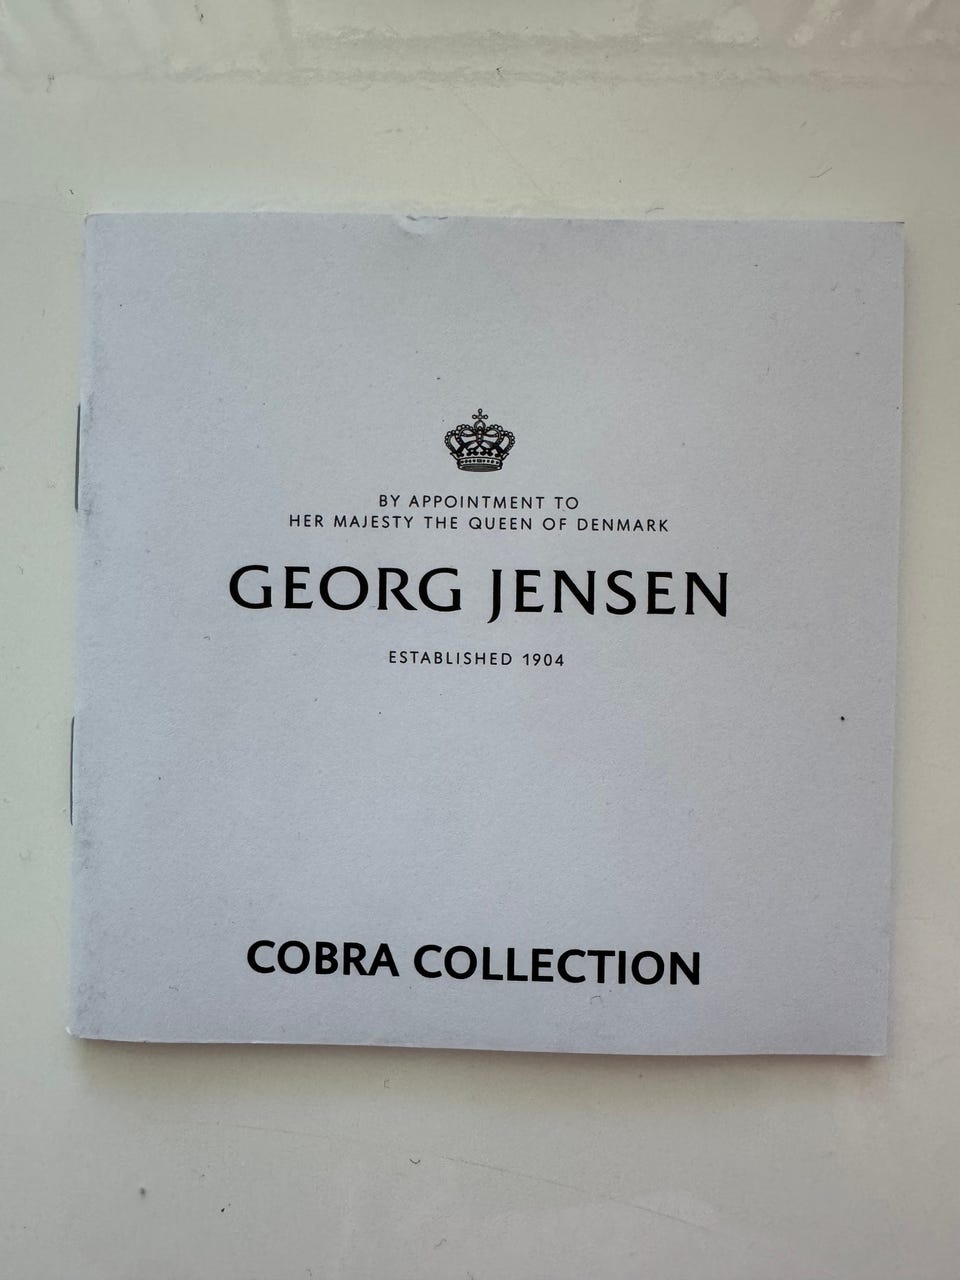 BY APPOINTMENT TO
HER MAJESTY THE QUEEN OF DENMARK
GEORG JENSEN
ESTABLISHED 1904
COBRA COLLECTION